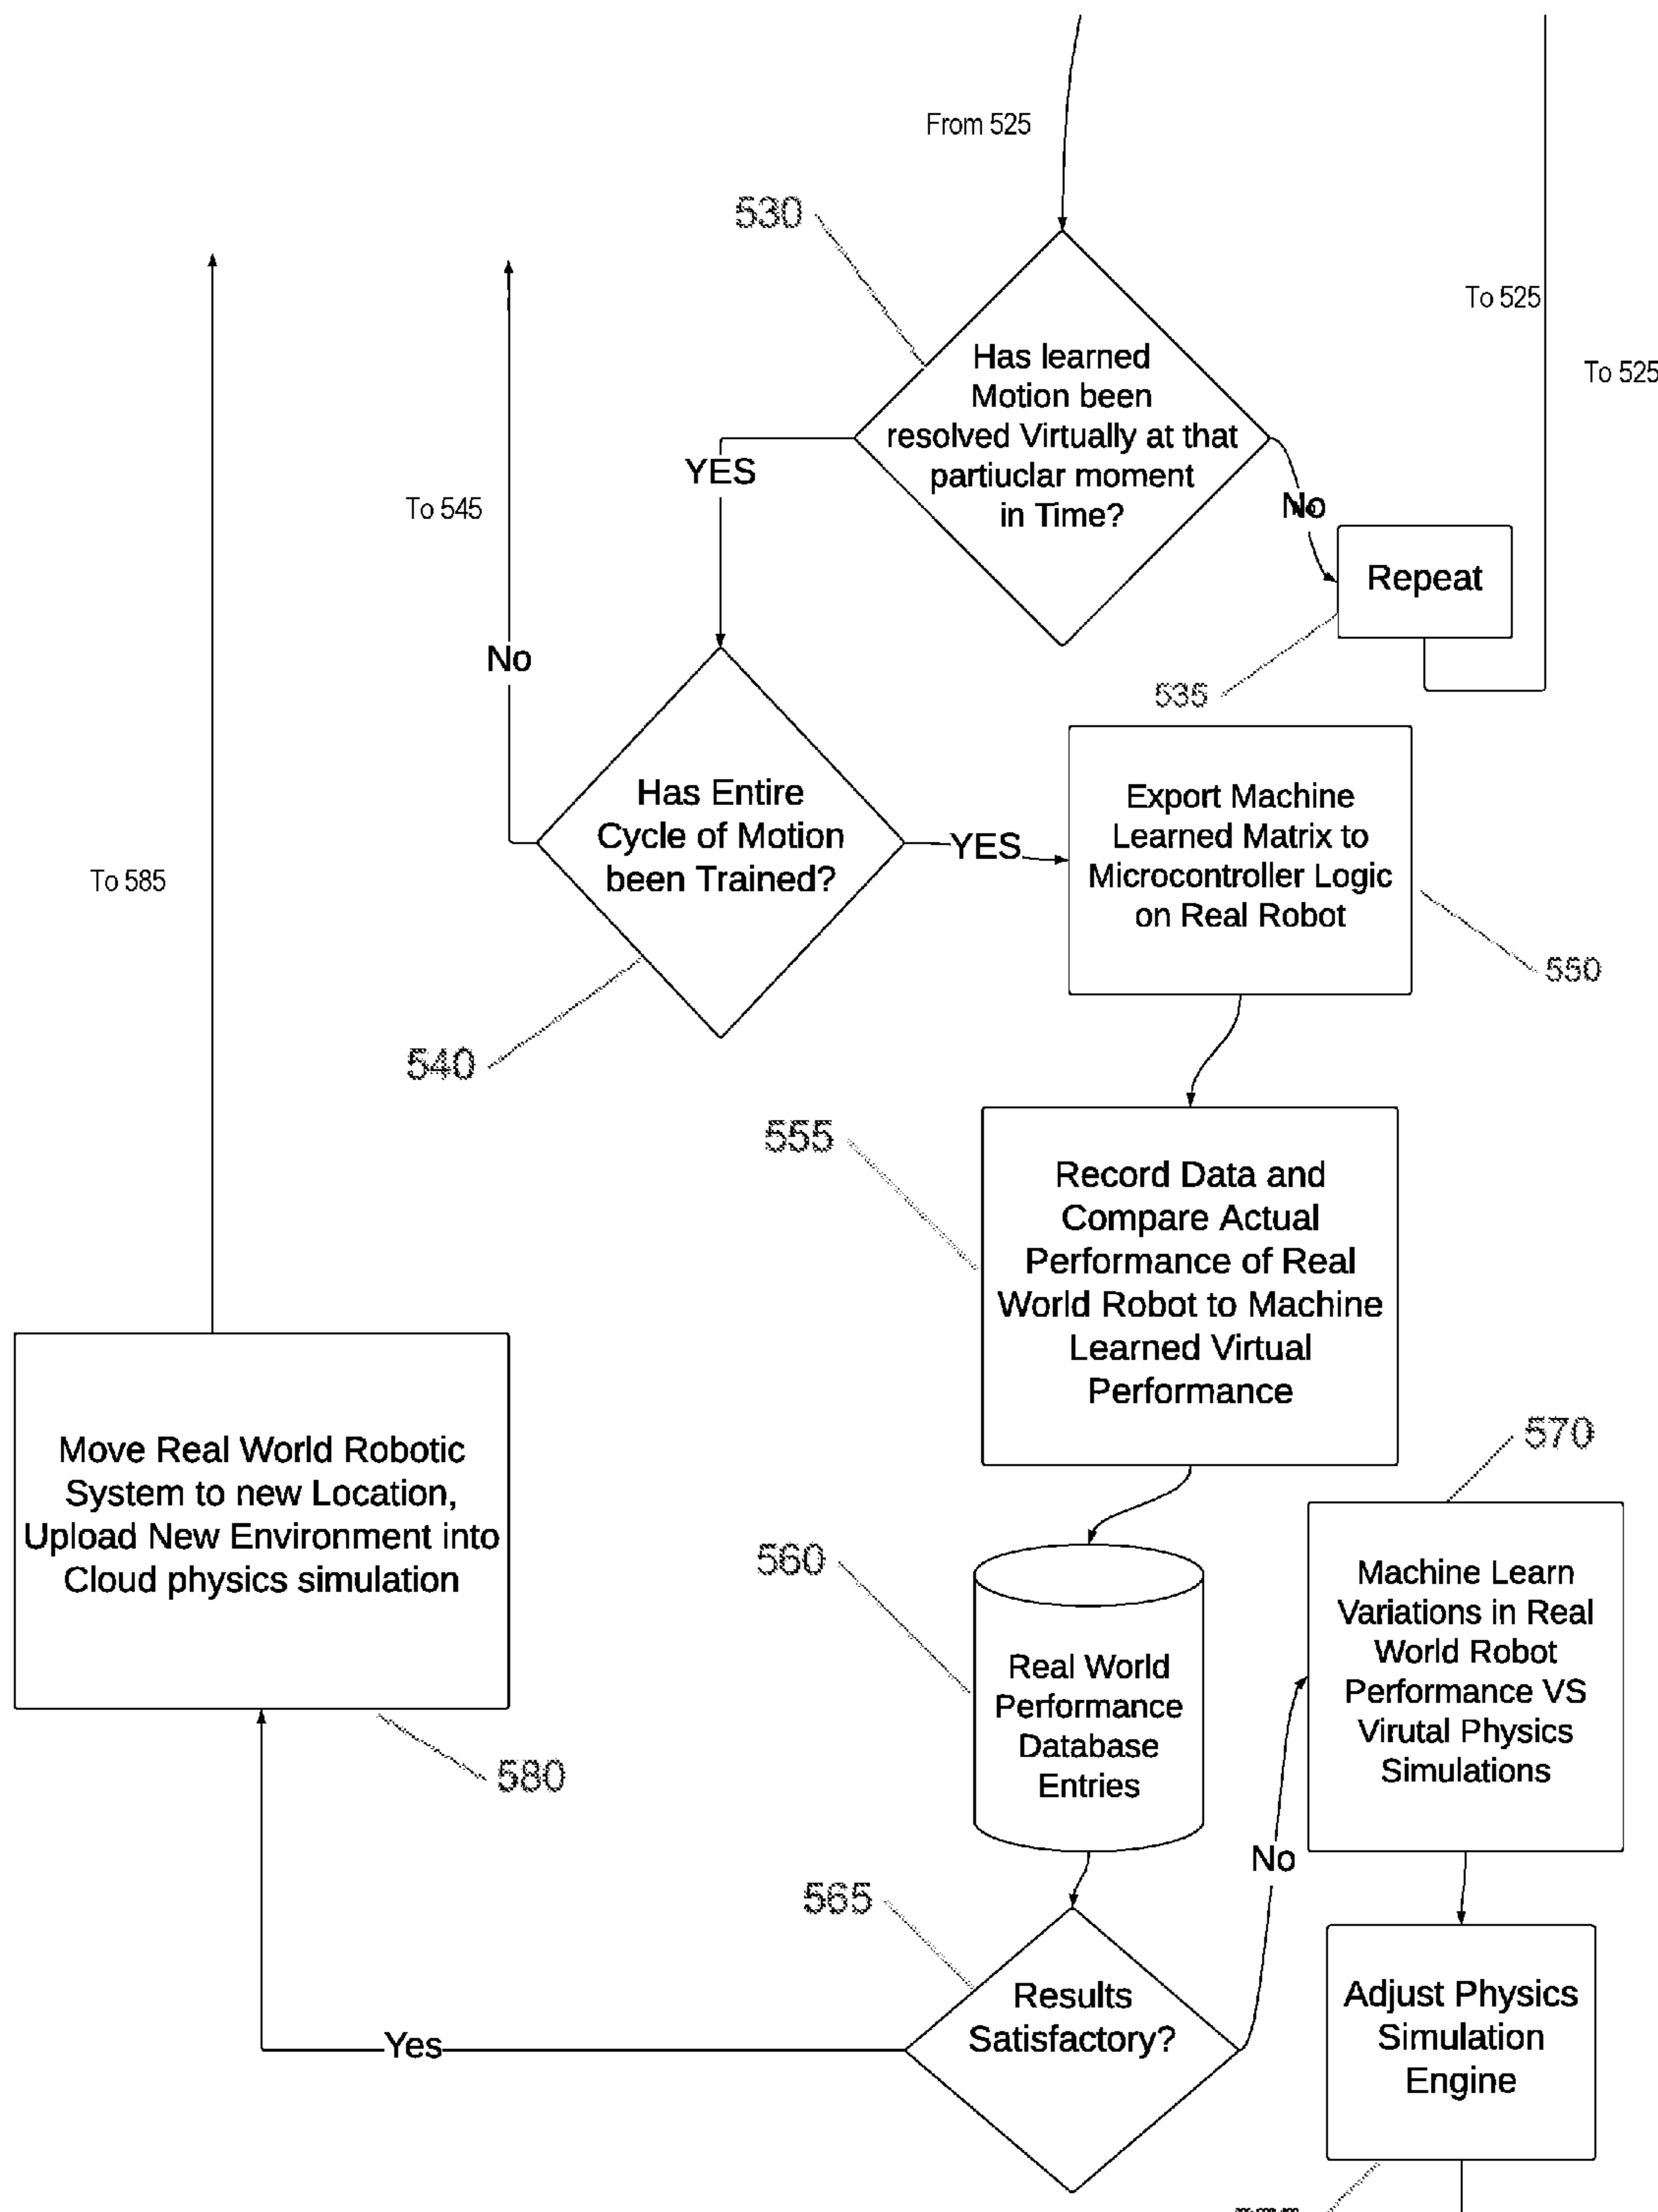 From 525
530
To 525
Has learned
Motion been
resolved Virtually at that
partiuclar moment
in Time?
To 525
YES
To 545
No
Repeat
No
535
Has Entire
Cycle of Motion
been Trained?
YES
Export Machine
Learned Matrix to
Microcontroller Logic
on Real Robot
To 585
550
540
555
Record Data and
Compare Actual
Performance of Real
World Robot to Machine
Learned Virtual
Performance
570
Move Real World Robotic
System to new Location,
Upload New Environment into
Cloud physics simulation
560
Machine Learn
Variations in Real
World Robot
Performance VS
Virutal Physics
Simulations
Real World
Performance
Database
Entries
580
No
565
Results
Satisfactory?
Adjust Physics
Simulation
Engine
Yes